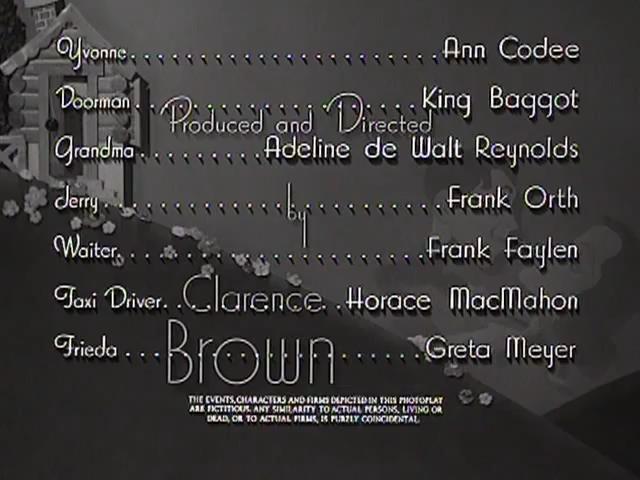 Yvonne Ann Codee
Doorman King Baggot
Produced and Directed
Grandma Adeline de Walt Reynolds
Jerry Frank Orth
by
Waiter Frank Faylen
Taxi Driver Horace MacMahon
Clarence
Frieda Greta Meyer
Brown
THE EVENTS, CHARACTERS AND FIRMS DEPICTED IN THIS PHOTOPLAY
ARE FICTITIOUS. ANY SIMILARITY TO ACTUAL PERSONS, LIVING OR
DEAD, OR TO ACTUAL FIRMS, IS PURELY COINCIDENTAL.